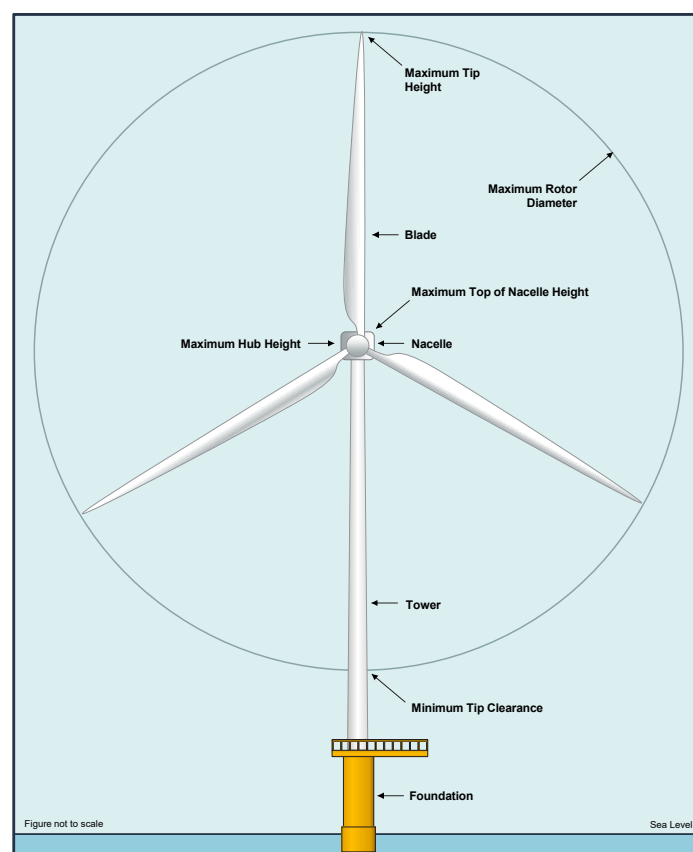 Maximum Tip
Height
Maximum Rotor
Diameter
Blade
Maximum Top of Nacelle Height
Maximum Hub Height
Nacelle
Tower
Minimum Tip Clearance
Foundation
Figure not to scale
Sea Level